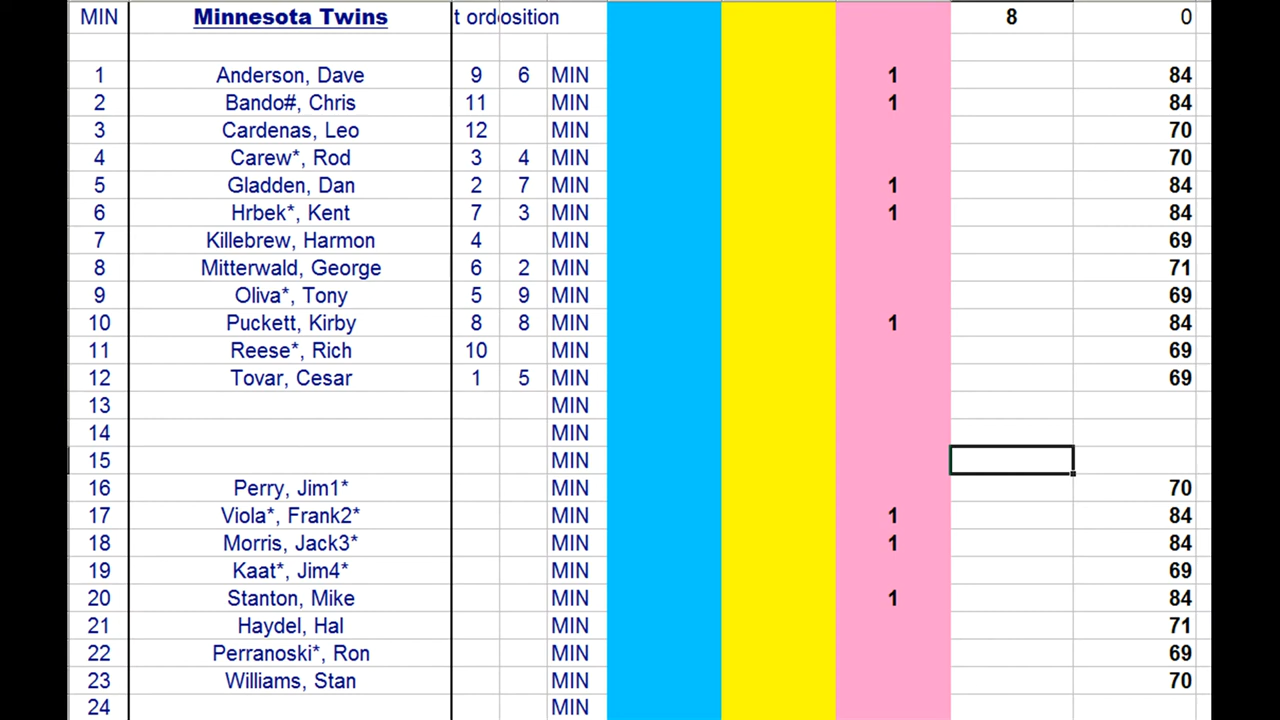 MIN Minnesota Twins t ord osition 8 0
1 Anderson, Dave 9 6 MIN 1 84
2 Bando#, Chris 11 MIN 1 84
3 Cardenas, Leo 12 MIN 70
4 Carew*, Rod 3 4 MIN 70
5 Gladden, Dan 2 7 MIN 1 84
6 Hrbek*, Kent 7 3 MIN 1 84
7 Killebrew, Harmon 4 MIN 69
8 Mitterwald, George 6 2 MIN 71
9 Oliva*, Tony 5 9 MIN 69
10 Puckett, Kirby 8 8 MIN 1 84
11 Reese*, Rich 10 MIN 69
12 Tovar, Cesar 1 5 MIN 69
13 MIN
14 MIN
15 MIN
16 Perry, Jim1* MIN 70
17 Viola*, Frank2* MIN 1 84
18 Morris, Jack3* MIN 1 84
19 Kaat*, Jim4* MIN 69
20 Stanton, Mike MIN 1 84
21 Haydel, Hal MIN 71
22 Perranoski*, Ron MIN 69
23 Williams, Stan MIN 70
24 MIN